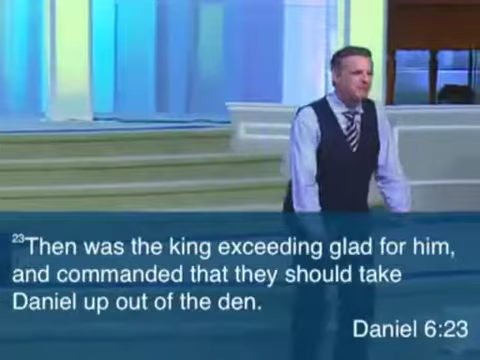 23Then was the king exceeding glad for him,
and commanded that they should take
Daniel up out of the den.
Daniel 6:23